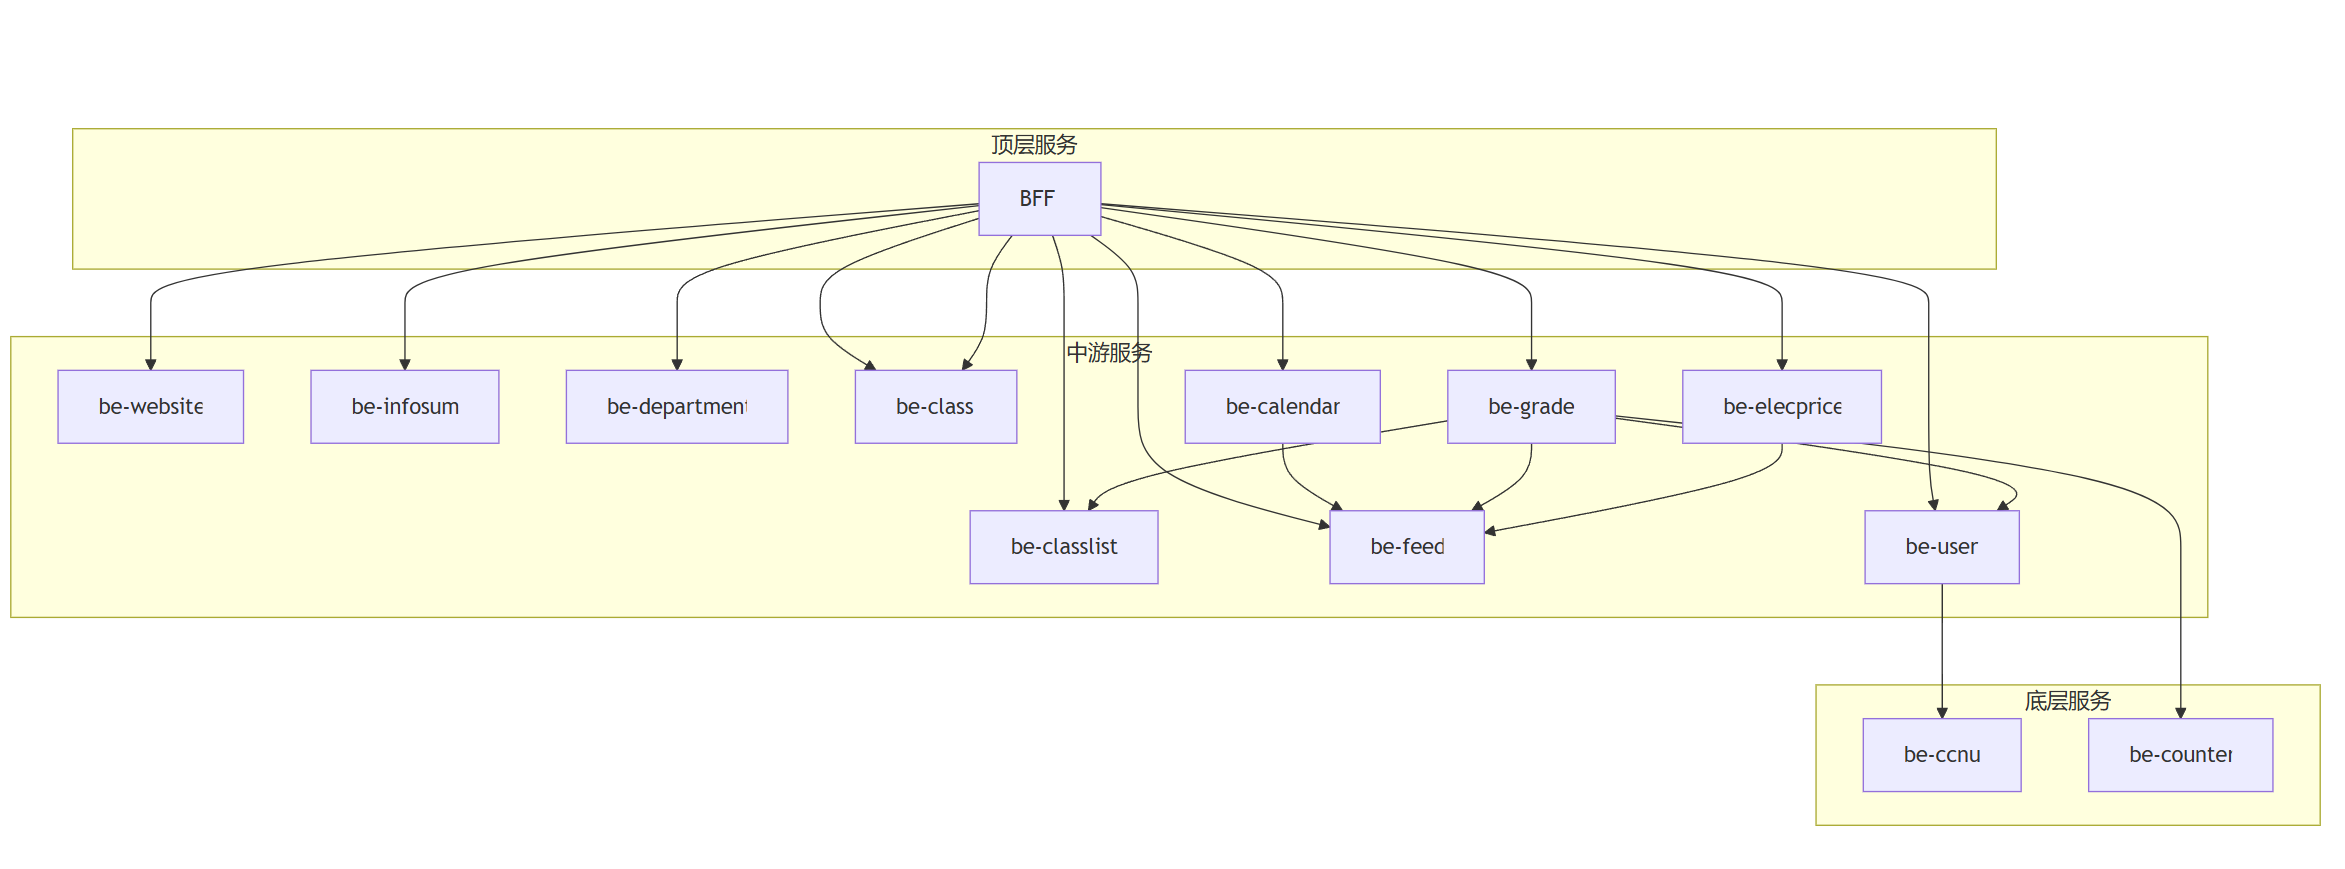 顶层服务
BFF
中游服务
be-website
be-infosum
be-department
be-class
be-calendar
be-grade
be-elecprice
be-classlist
be-feed
be-user
底层服务
be-ccnu
be-counter